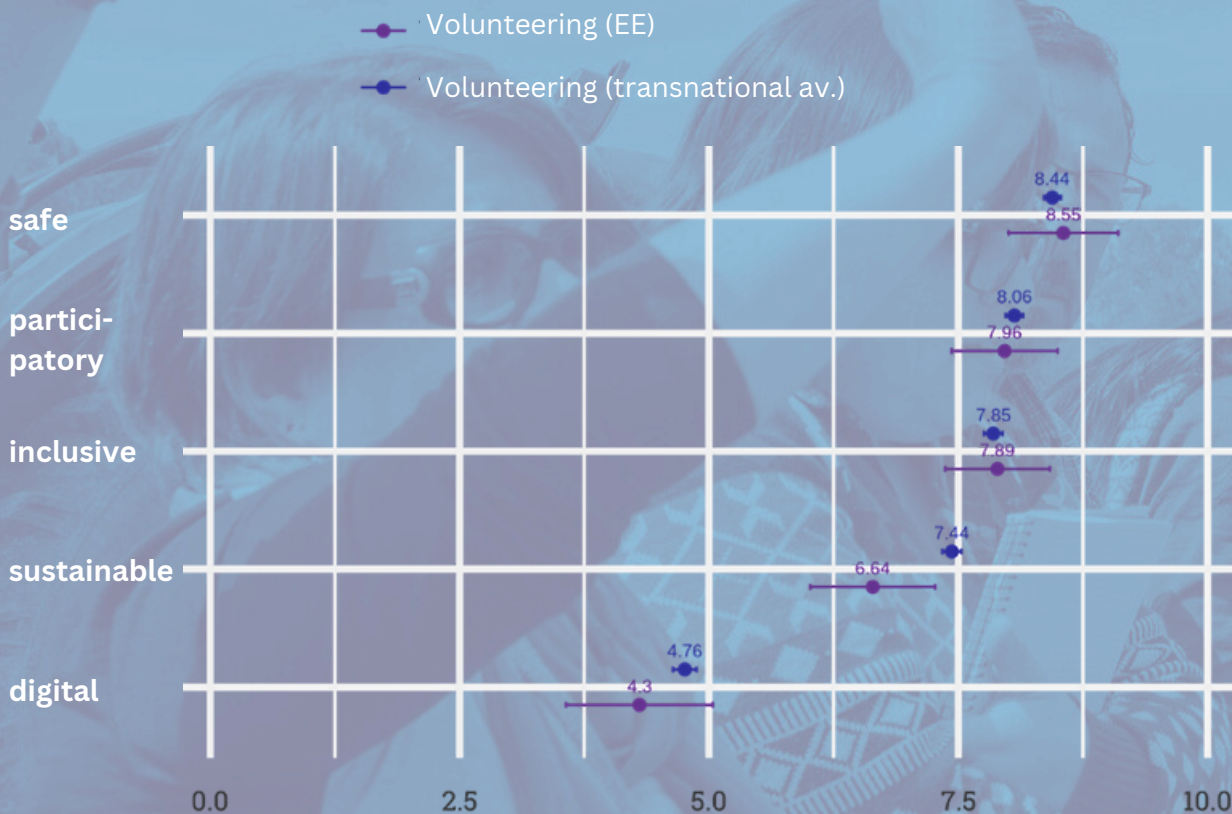 Volunteering (EE)
Volunteering (transnational av.)
8.44
safe
8.55
8.06
partici-
7.96
patory
7.85
inclusive
7.89
7.44
sustainable
6.64
4.76
digital
4.3
0.0 2.5 5.0 7.5 10.0